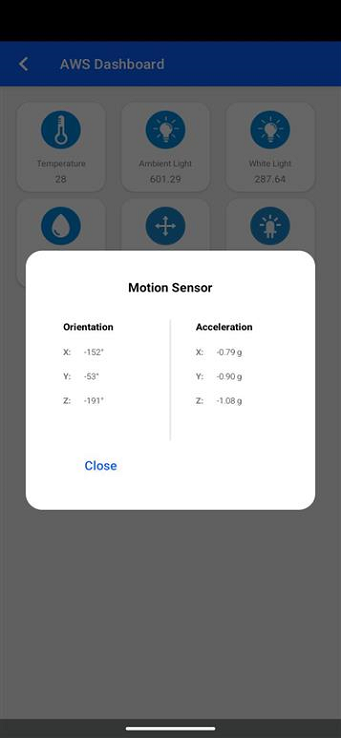 AWS Dashboard
Temperature
Ambient Light
White Light
28
601.29
287.64
Motion Sensor
Orientation
Acceleration
X: -152°
X: -0.79 g
Y: -53°
Y: -0.90 g
Z: -191°
Z: -1.08 g
Close